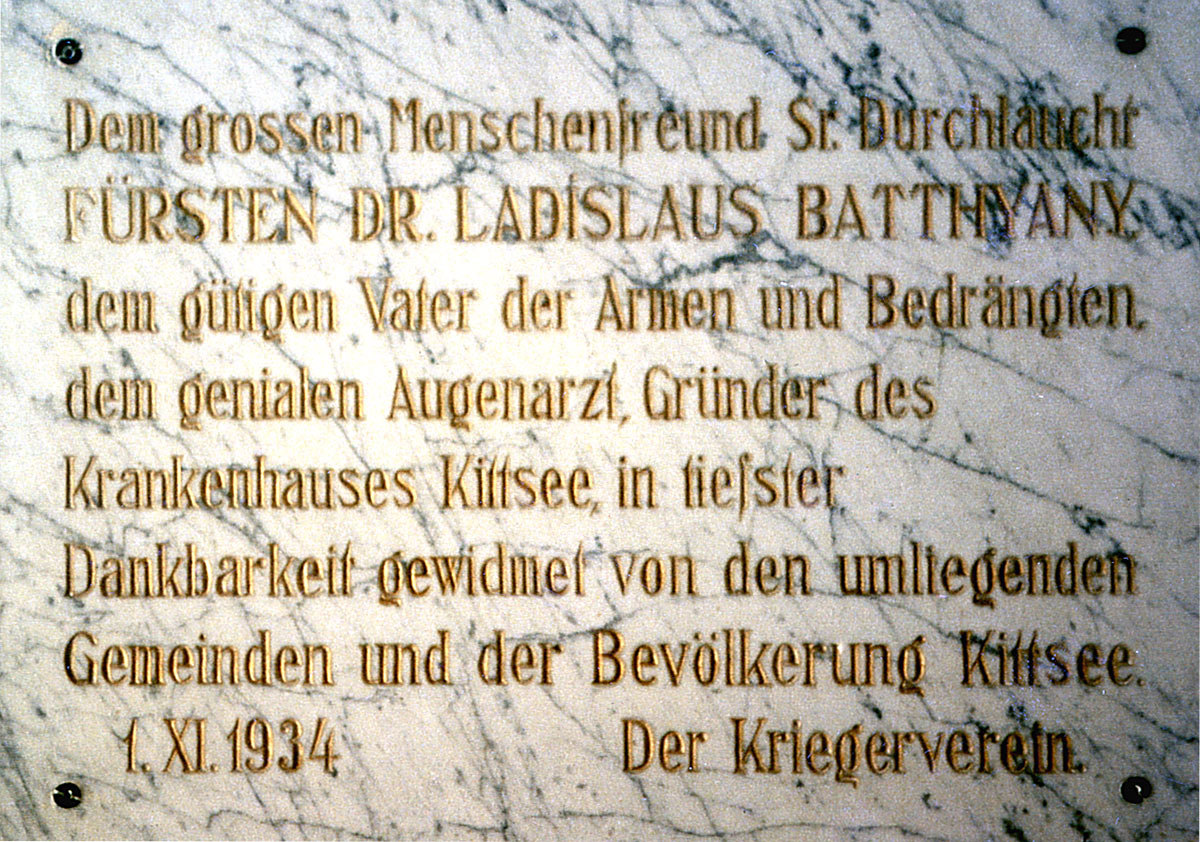 Dem grossen Menschenfreund Sr. Durchlaucht
FÜRSTEN DR. LADISLAUS BATTHYANY,
dem gütigen Vater der Armen und Bedrängten,
dem genialen Augenarzt, Gründer des
Krankenhauses Kittsee, in tiefster
Dankbarkeit gewidmet von den umliegenden
Gemeinden und der Bevölkerung Kittsee.
1. XI. 1934 Der Kriegerverein.